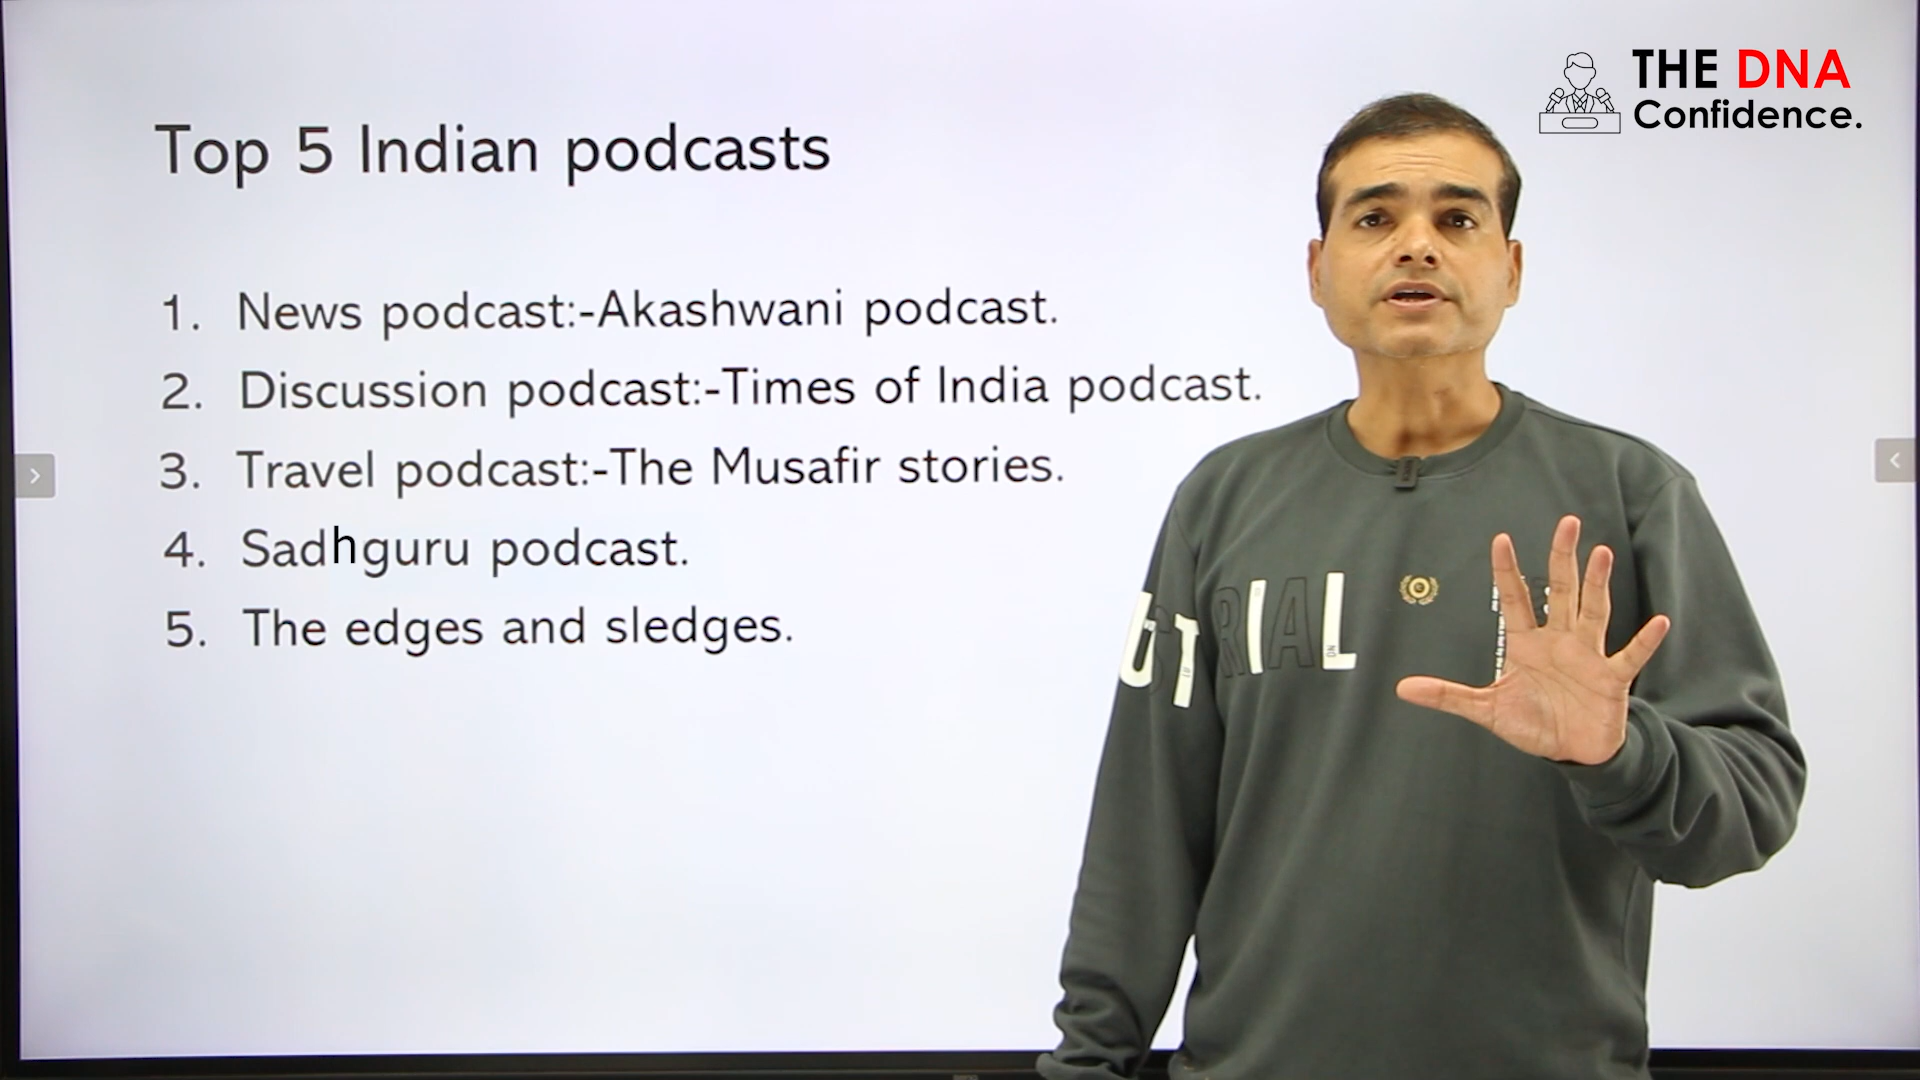 THE DNA
Confidence.
Top 5 Indian podcasts
1. News podcast:-Akashwani podcast.
2. Discussion podcast:-Times of India podcast.
3. Travel podcast:-The Musafir stories.
4. Sadhguru podcast.
5. The edges and sledges.
USTRIAL